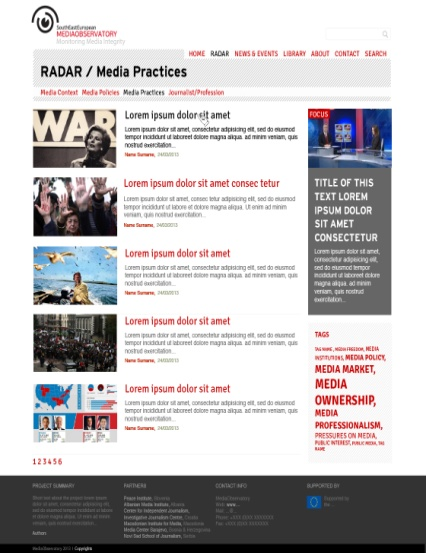 SouthEastEuropean
MEDIAOBSERVATORY
Monitoring Media Integrity
HOME RADAR NEWS & EVENTS LIBRARY ABOUT CONTACT SEARCH
RADAR / Media Practices
Media Context Media Policies Media Practices Journalist/Profession
WAR
Lorem ipsum dolor sit amet
Lorem ipsum dolor sit amet, consectetur adipisicing elit, sed do eiusmod
tempor incididunt ut labore et dolore magna aliqua. ad minim veniam, quis
nostrud exercitation...
Name Surname, 24/02/2013
Lorem ipsum dolor sit amet consec tetur
Lorem ipsum dolor sit amet, consectetur adipisicing elit, sed do eiusmod
tempor incididunt ut labore et dolore magna aliqua. Ut enim ad minim
veniam, quis nostrud exercitation...
Name Surname, 24/02/2013
Lorem ipsum dolor sit amet
Lorem ipsum dolor sit amet, consectetur adipisicing elit, sed do eiusmod
tempor incididunt ut labore et dolore magna aliqua. ad minim veniam, quis
nostrud exercitation...
Name Surname, 24/02/2013
Lorem ipsum dolor sit amet
Lorem ipsum dolor sit amet, consectetur adipisicing elit, sed do eiusmod
tempor incididunt ut labore et dolore magna aliqua. ad minim veniam, quis
nostrud exercitation...
Name Surname, 24/02/2013
Lorem ipsum dolor sit amet
Lorem ipsum dolor sit amet, consectetur adipisicing elit, sed do eiusmod
tempor incididunt ut labore et dolore magna aliqua. ad minim veniam, quis
nostrud exercitation...
Name Surname, 24/02/2013
1 2 3 4 5 6
FOCUS
TITLE OF THIS
TEXT LOREM
IPSUM DOLOR
SIT AMET
CONSECTETUR
Lorem ipsum dolor sit amet,
consectetur adipisicing elit,
sed do eiusmod tempor
incididunt ut labore et
dolore magna aliqua. ad
minim veniam, quis nostrud
exercitation...
TAGS
TAG NAME, MEDIA FREEDOM, MEDIA
INSTITUTIONS, MEDIA POLICY,
MEDIA MARKET,
MEDIA
OWNERSHIP,
MEDIA
PROFESSIONALISM,
PRESSURES ON MEDIA,
PUBLIC INTEREST, PUBLIC MEDIA, TAG
NAME
PROJECT SUMMARY
Authors
PARTNERS
Peace Institute, Slovenia
Albanian Media Institute, Albania
Center for Independent Journalism,
Investigative Journalism Center, Croatia
Macedonian Institute for Media, Macedonia
Media Centar Sarajevo, Bosnia & Herzegovina
Novi Sad School of Journalism, Serbia
CONTACT INFO
Media Observatory
SUPPORTED BY
Supported by
MediaObservatory 2013 | Copyrights